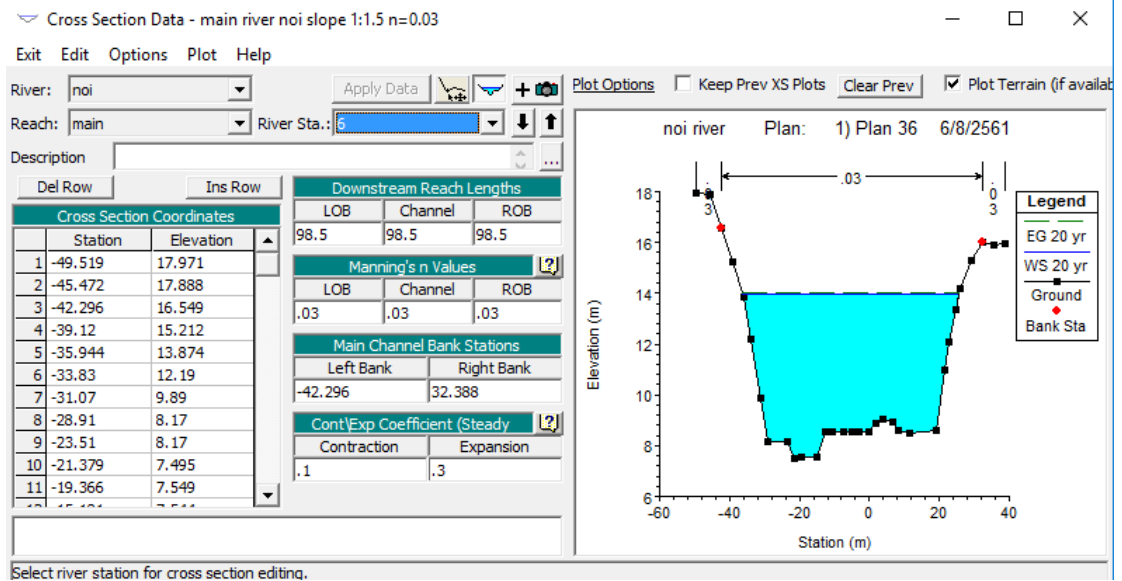 Cross Section Data - main river noi slope 1:1.5 n=0.03
Exit Edit Options Plot Help
River: noi Apply Data
Reach: main River Sta.: 6
Description ...
Del Row Ins Row
Cross Section Coordinates
Station Elevation
1 -49.519 17.971
2 -45.472 17.888
3 -42.296 16.549
4 -39.12 15.212
5 -35.944 13.874
6 -33.83 12.19
7 -31.07 9.89
8 -28.91 8.17
9 -23.51 8.17
10 -21.379 7.495
11 -19.366 7.549
Downstream Reach Lengths
LOB Channel ROB
98.5 98.5 98.5
Manning's n Values
LOB Channel ROB
.03 .03 .03
Main Channel Bank Stations
Left Bank Right Bank
-42.296 32.388
Cont\Exp Coefficient (Steady
Contraction Expansion
.1 .3
Plot Options Keep Prev XS Plots Clear Prev Plot Terrain (if availab
noi river Plan: 1) Plan 36 6/8/2561
.03 .03 .03
18
16
14
12
10
8
6
Elevation (m)
-60 -40 -20 0 20 40
Station (m)
Legend
EG 20 yr
WS 20 yr
Ground
Bank Sta
Select river station for cross section editing.